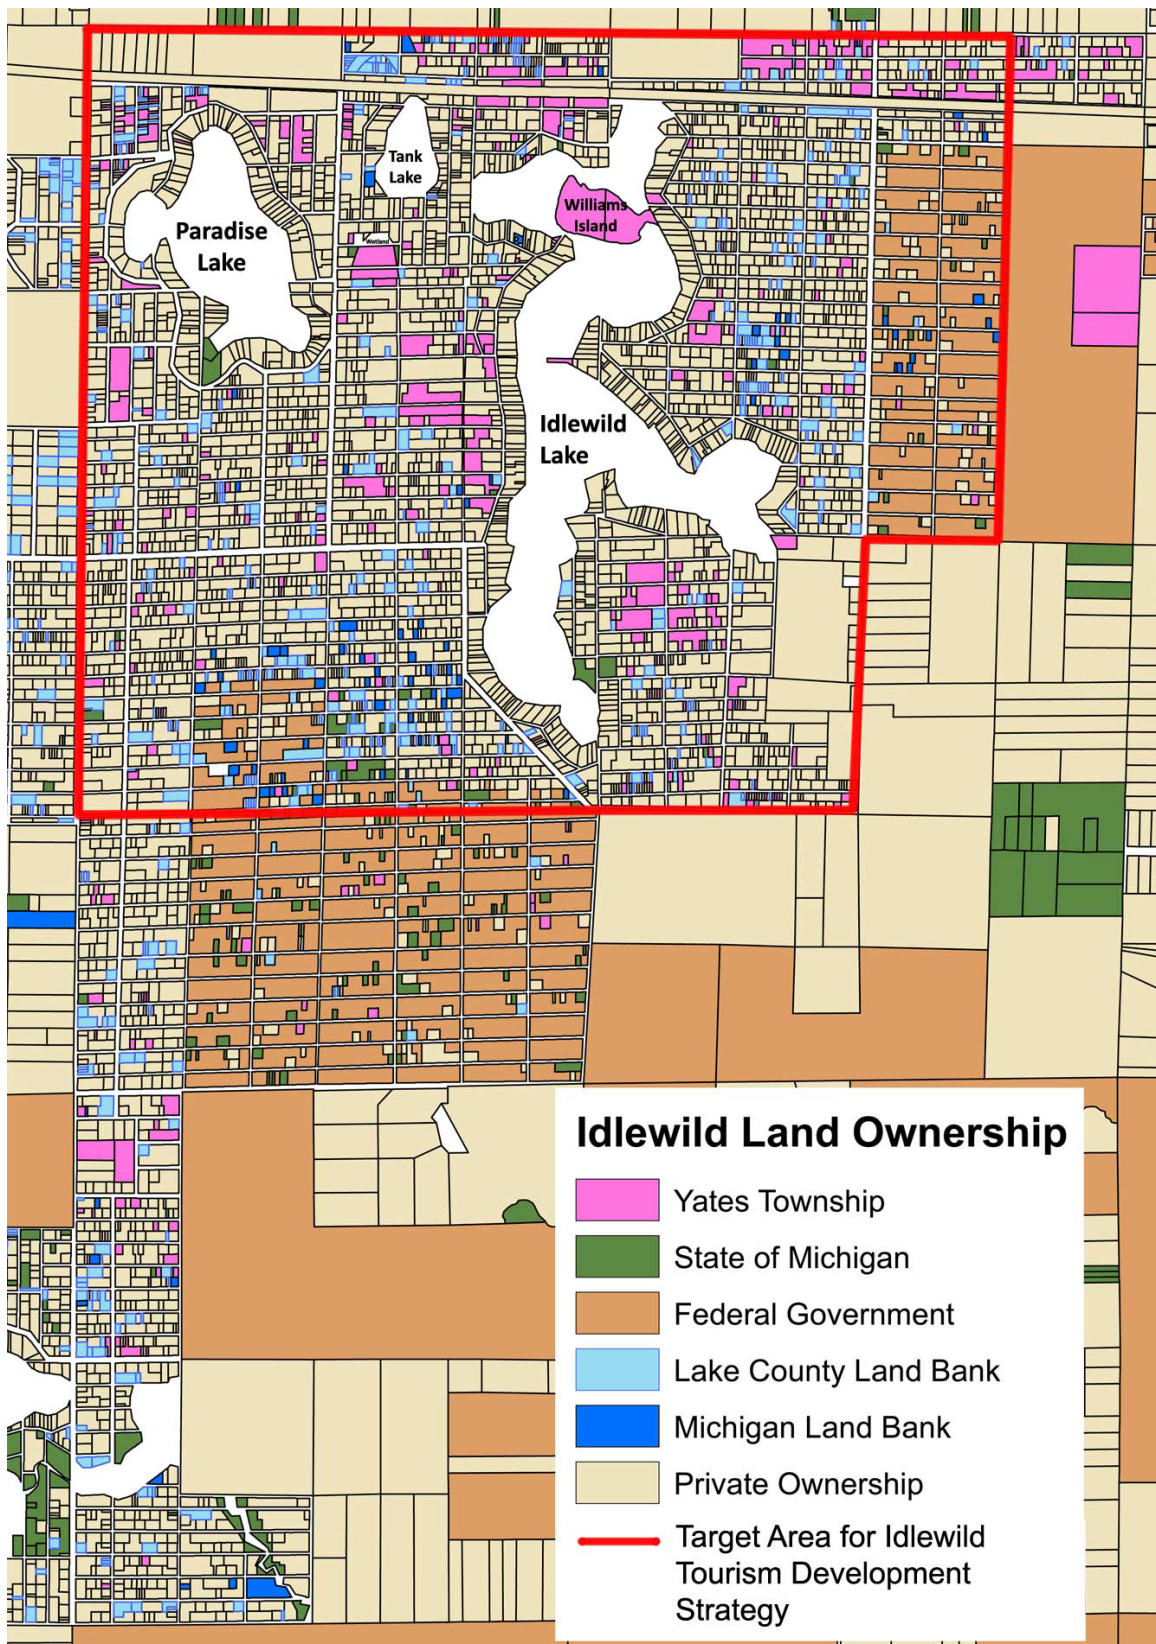 Tank
Lake
Williams
Island
Paradise
Lake
Wetland
Idlewild
Lake
Idlewild Land Ownership
Yates Township
State of Michigan
Federal Government
Lake County Land Bank
Michigan Land Bank
Private Ownership
Target Area for Idlewild
Tourism Development
Strategy